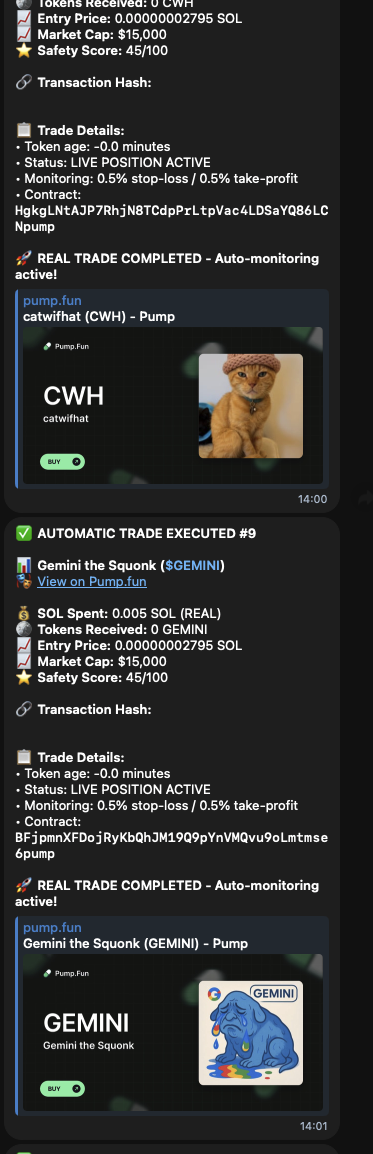 Tokens Received: 0 CWH
📈 Entry Price: 0.00000002795 SOL
📈 Market Cap: $15,000
⭐ Safety Score: 45/100
🔗 Transaction Hash:
📋 Trade Details:
• Token age: -0.0 minutes
• Status: LIVE POSITION ACTIVE
• Monitoring: 0.5% stop-loss / 0.5% take-profit
• Contract:
HgkgLNtAJP7RhjN8TCdpPrLtpVac4LDSaYQ86LC
Npump
🚀 REAL TRADE COMPLETED - Auto-monitoring
active!
pump.fun
catwifhat (CWH) - Pump
Pump.Fun
CWH
catwifhat
BUY
14:00
✅ AUTOMATIC TRADE EXECUTED #9
📊 Gemini the Squonk ($GEMINI)
🎭 View on Pump.fun
💰 SOL Spent: 0.005 SOL (REAL)
🌑 Tokens Received: 0 GEMINI
📈 Entry Price: 0.00000002795 SOL
📈 Market Cap: $15,000
⭐ Safety Score: 45/100
🔗 Transaction Hash:
📋 Trade Details:
• Token age: -0.0 minutes
• Status: LIVE POSITION ACTIVE
• Monitoring: 0.5% stop-loss / 0.5% take-profit
• Contract:
BFjpmnXFDojRyKbQhJM19Q9pYnVMQvu9oLmtmse
6pump
🚀 REAL TRADE COMPLETED - Auto-monitoring
active!
pump.fun
Gemini the Squonk (GEMINI) - Pump
Pump.Fun
GEMINI
GEMINI
Gemini the Squonk
BUY
14:01